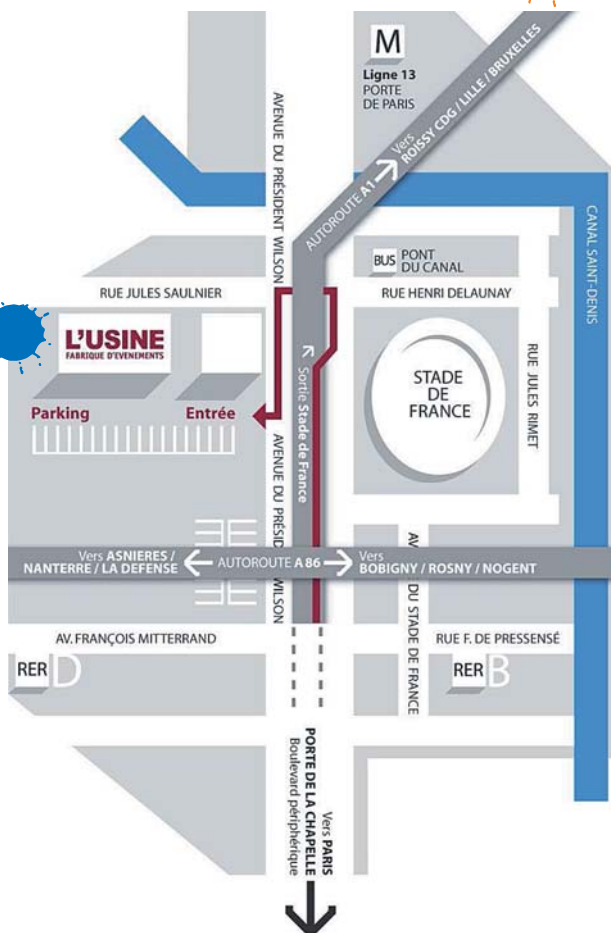 M
Ligne 13
PORTE
DE PARIS
Vers
ROISSY CDG / LILLE / BRUXELLES
AUTOROUTE A1
AVENUE DU PRÉSIDENT WILSON
CANAL SAINT-DENIS
BUS PONT
DU CANAL
RUE JULES SAULNIER
RUE HENRI DELAUNAY
L'USINE
FABRIQUE D'EVENEMENTS
Parking
Entrée
Sortie Stade de France
STADE
DE
FRANCE
RUE JULES RIMET
AVENUE DU PRÉSID
WILSON
Vers ASNIERES /
NANTERRE / LA DEFENSE
AUTOROUTE A 86
Vers
BOBIGNY / ROSNY / NOGENT
AV
DU STADE DE FRANCE
AV. FRANÇOIS MITTERRAND
RUE F. DE PRESSENSÉ
RER D
RER B
Vers PARIS
PORTE DE LA CHAPELLE
Boulevard périphérique